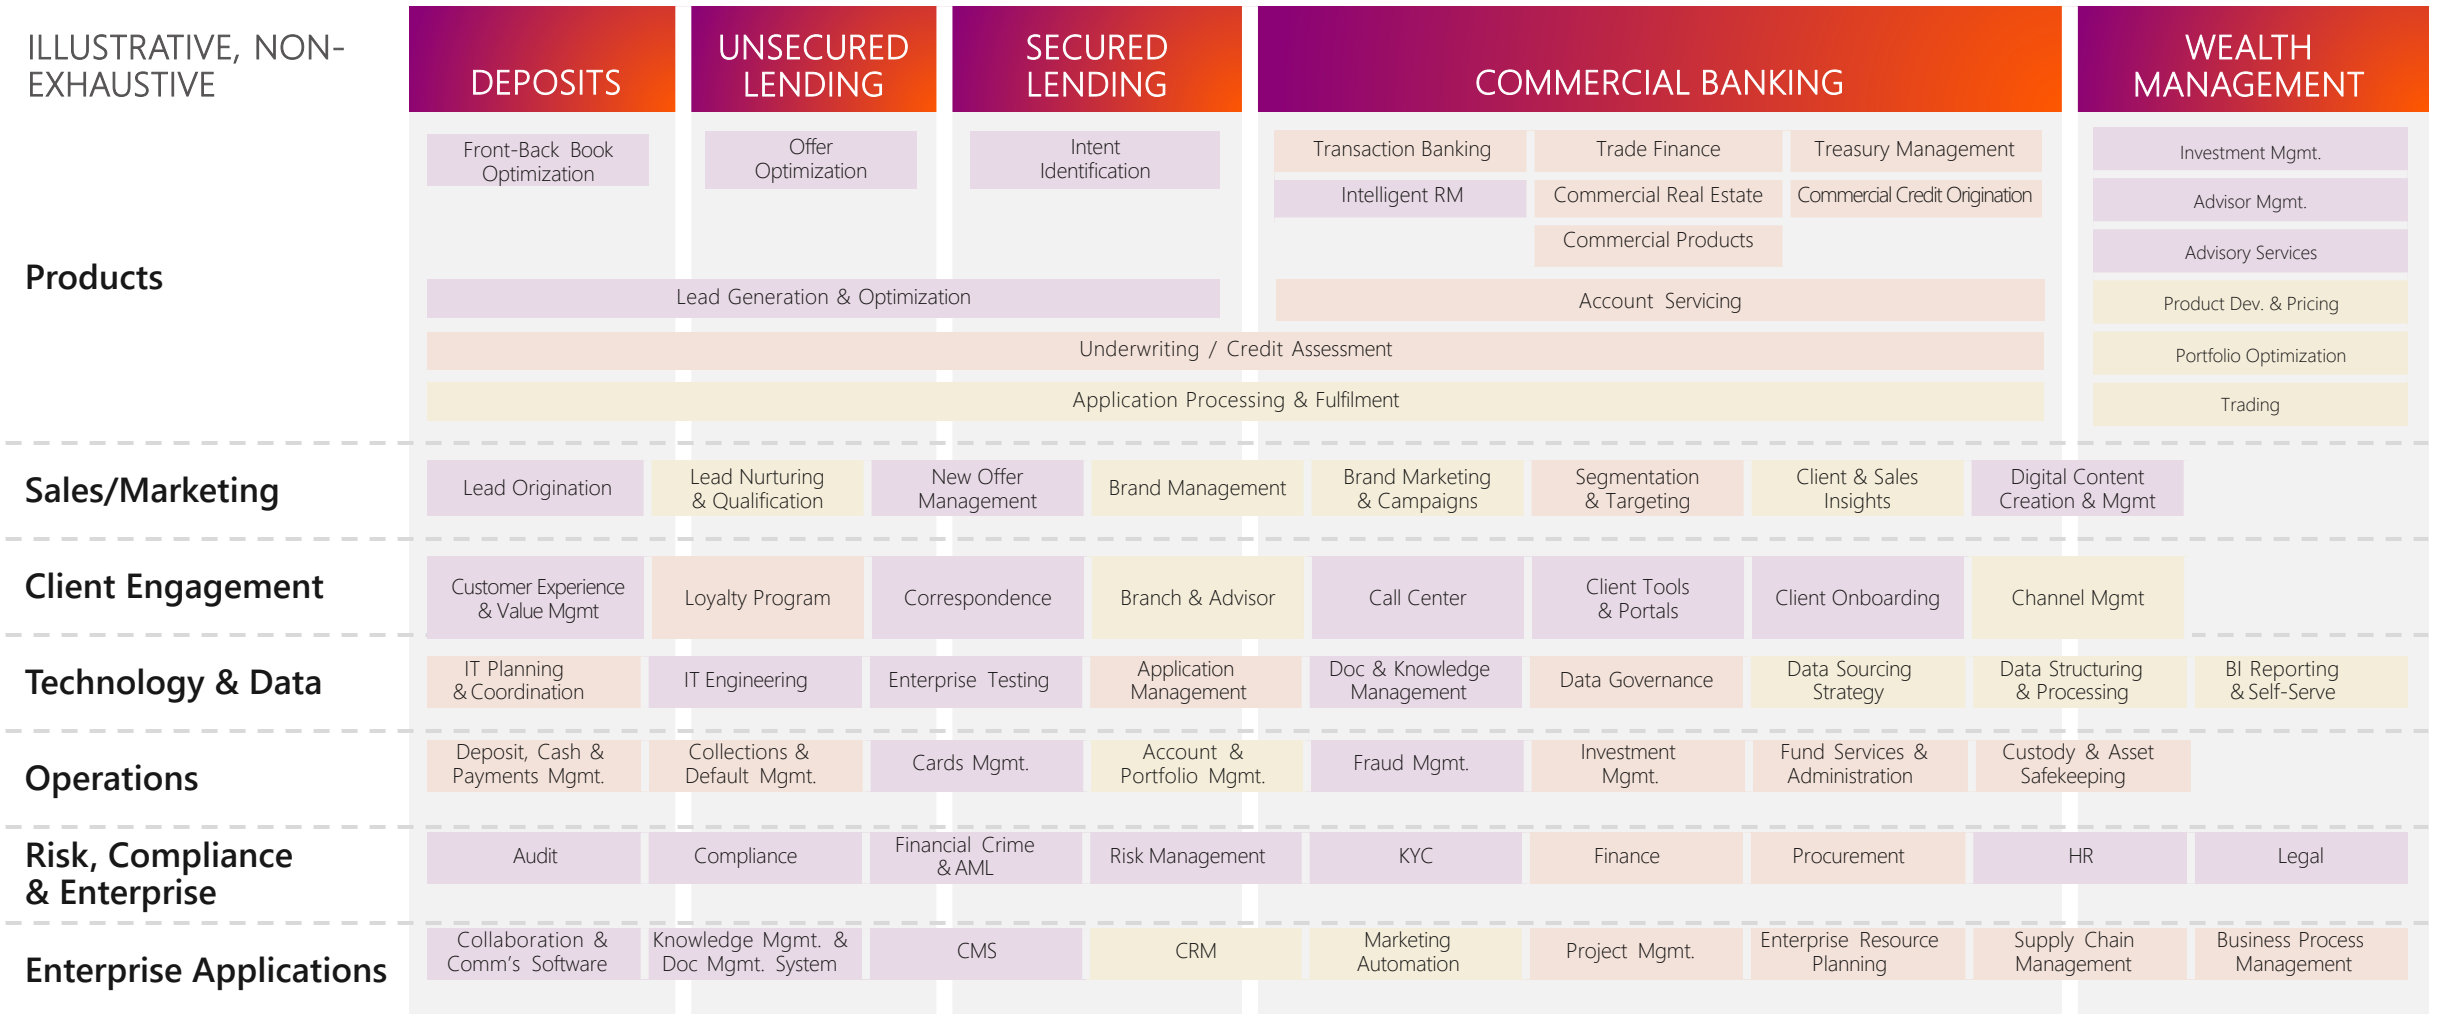 ILLUSTRATIVE, NON-
EXHAUSTIVE
DEPOSITS
UNSECURED
LENDING
SECURED
LENDING
COMMERCIAL BANKING
WEALTH
MANAGEMENT
Products
Front-Back Book
Optimization
Offer
Optimization
Intent
Identification
Transaction Banking
Trade Finance
Treasury Management
Intelligent RM
Commercial Real Estate
Commercial Credit Origination
Commercial Products
Lead Generation & Optimization
Account Servicing
Underwriting / Credit Assessment
Application Processing & Fulfilment
Investment Mgmt.
Advisor Mgmt.
Advisory Services
Product Dev. & Pricing
Portfolio Optimization
Trading
Sales/Marketing
Lead Origination
Lead Nurturing
& Qualification
New Offer
Management
Brand Management
Brand Marketing
& Campaigns
Segmentation
& Targeting
Client & Sales
Insights
Digital Content
Creation & Mgmt
Client Engagement
Customer Experience
& Value Mgmt
Loyalty Program
Correspondence
Branch & Advisor
Call Center
Client Tools
& Portals
Client Onboarding
Channel Mgmt
Technology & Data
IT Planning
& Coordination
IT Engineering
Enterprise Testing
Application
Management
Doc & Knowledge
Management
Data Governance
Data Sourcing
Strategy
Data Structuring
& Processing
BI Reporting
& Self-Serve
Operations
Deposit, Cash &
Payments Mgmt.
Collections &
Default Mgmt.
Cards Mgmt.
Account &
Portfolio Mgmt.
Fraud Mgmt.
Investment
Mgmt.
Fund Services &
Administration
Custody & Asset
Safekeeping
Risk, Compliance
& Enterprise
Audit
Compliance
Financial Crime
& AML
Risk Management
KYC
Finance
Procurement
HR
Legal
Enterprise Applications
Collaboration &
Comm's Software
Knowledge Mgmt. &
Doc Mgmt. System
CMS
CRM
Marketing
Automation
Project Mgmt.
Enterprise Resource
Planning
Supply Chain
Management
Business Process
Management